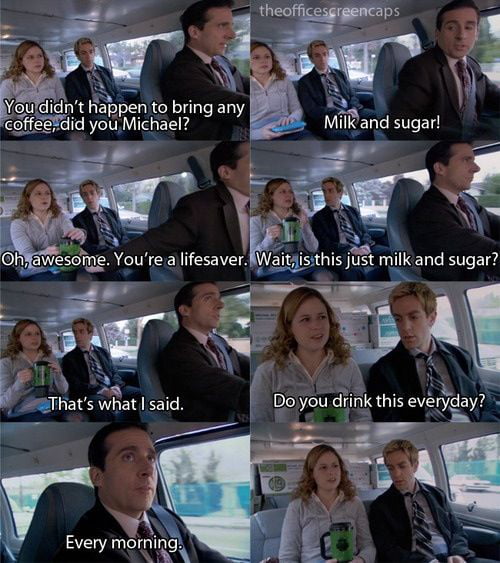 theofficescreencaps
You didn't happen to bring any
coffee, did you Michael?
Milk and sugar!
Oh, awesome. You're a lifesaver.
Wait, is this just milk and sugar?
That's what I said.
Do you drink this everyday?
Every morning.